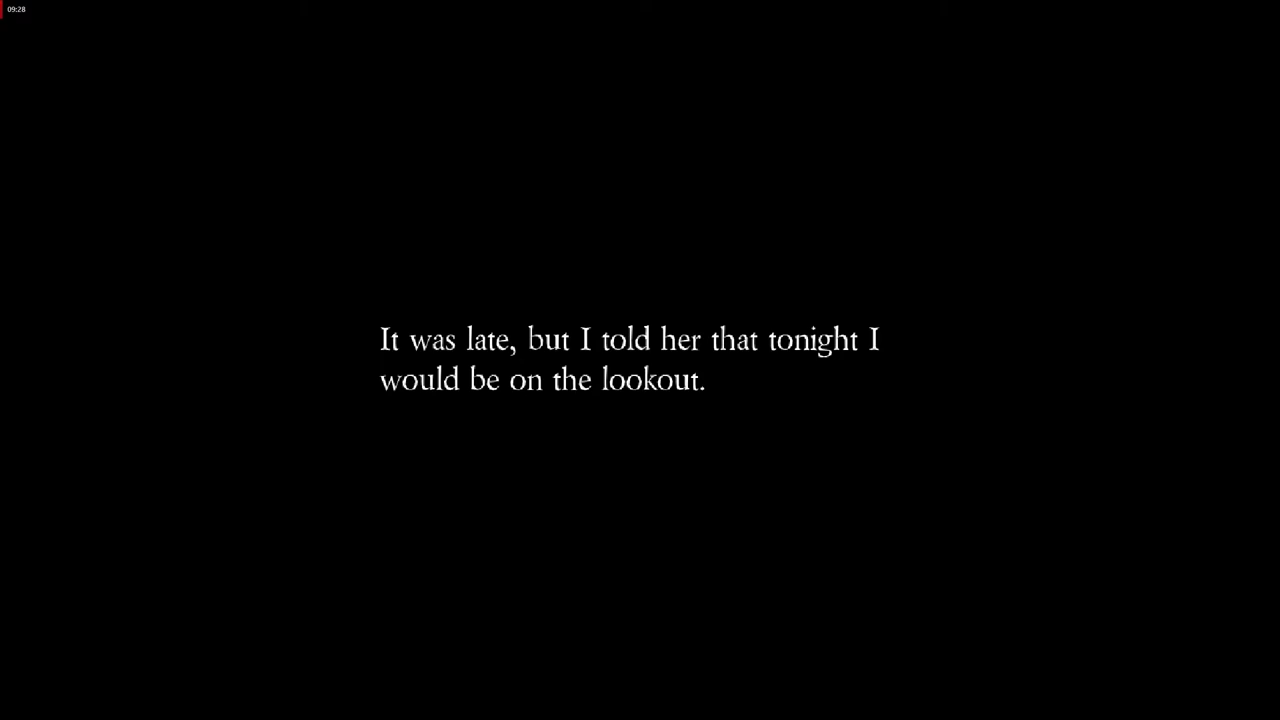 09:28
It was late, but I told her that tonight I
would be on the lookout.